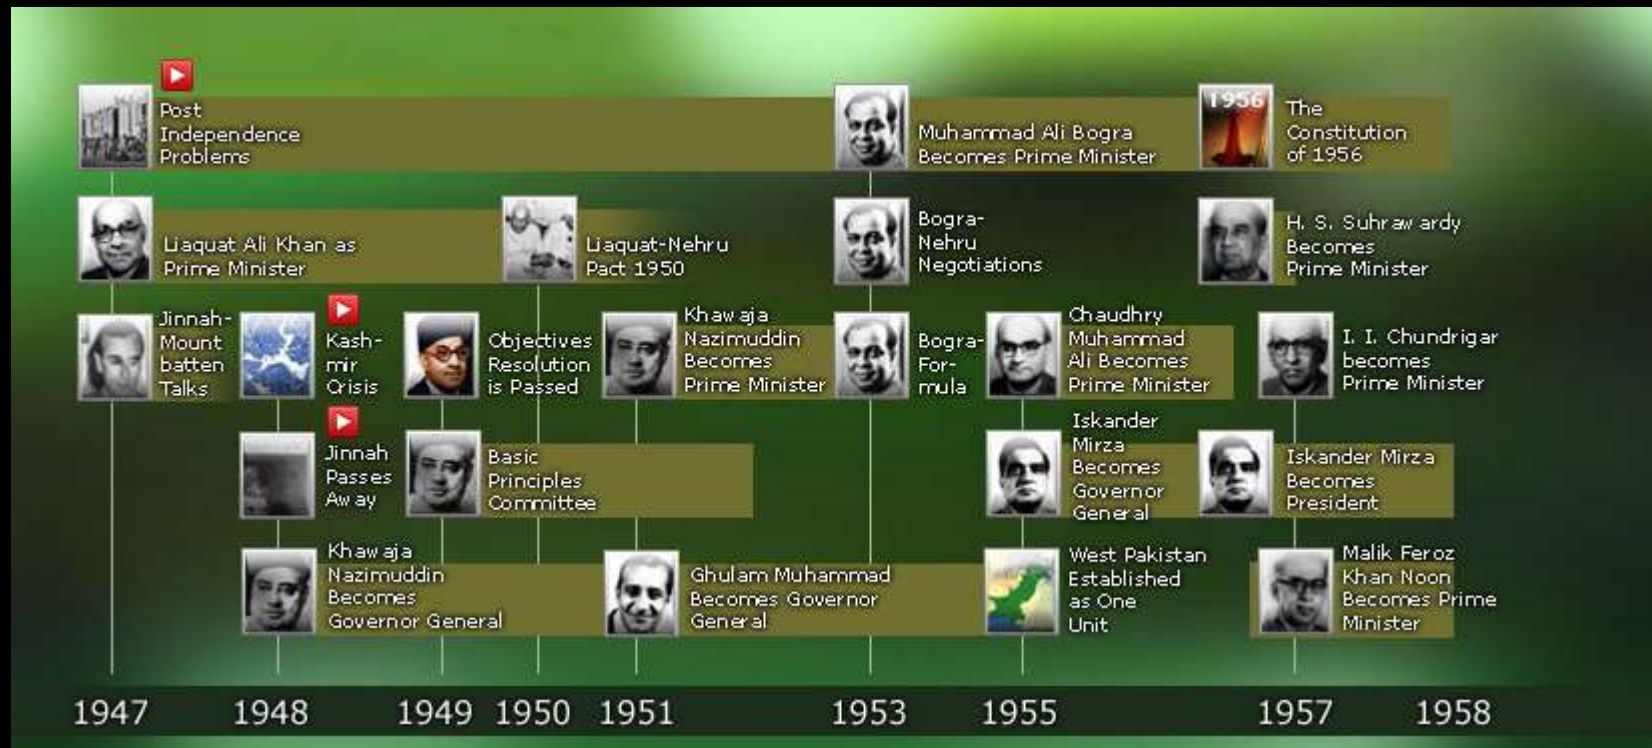 Post
Independence
Problems
Muhammad Ali Bogra
Becomes Prime Minister
1956
The
Constitution
of 1956
Liaquat Ali Khan as
Prime Minister
Liaquat-Nehru
Pact 1950
Bogra-
Nehru
Negotiations
H. S. Suhrawardy
Becomes
Prime Minister
Jinnah-
Mount
batten
Talks
Kash-
mir
Crisis
Objectives
Resolution
is Passed
Khawaja
Nazimuddin
Becomes
Prime Minister
Bogra-
For-
mula
Chaudhry
Muhammad
Ali Becomes
Prime Minister
I. I. Chundrigar
becomes
Prime Minister
Jinnah
Passes
Away
Basic
Principles
Committee
Iskander
Mirza
Becomes
Governor
General
Iskander Mirza
Becomes
President
Khawaja
Nazimuddin
Becomes
Governor General
Ghulam Muhammad
Becomes Governor
General
West Pakistan
Established
as One
Unit
Malik Feroz
Khan Noon
Becomes Prime
Minister
1947 1948 1949 1950 1951 1953 1955 1957 1958